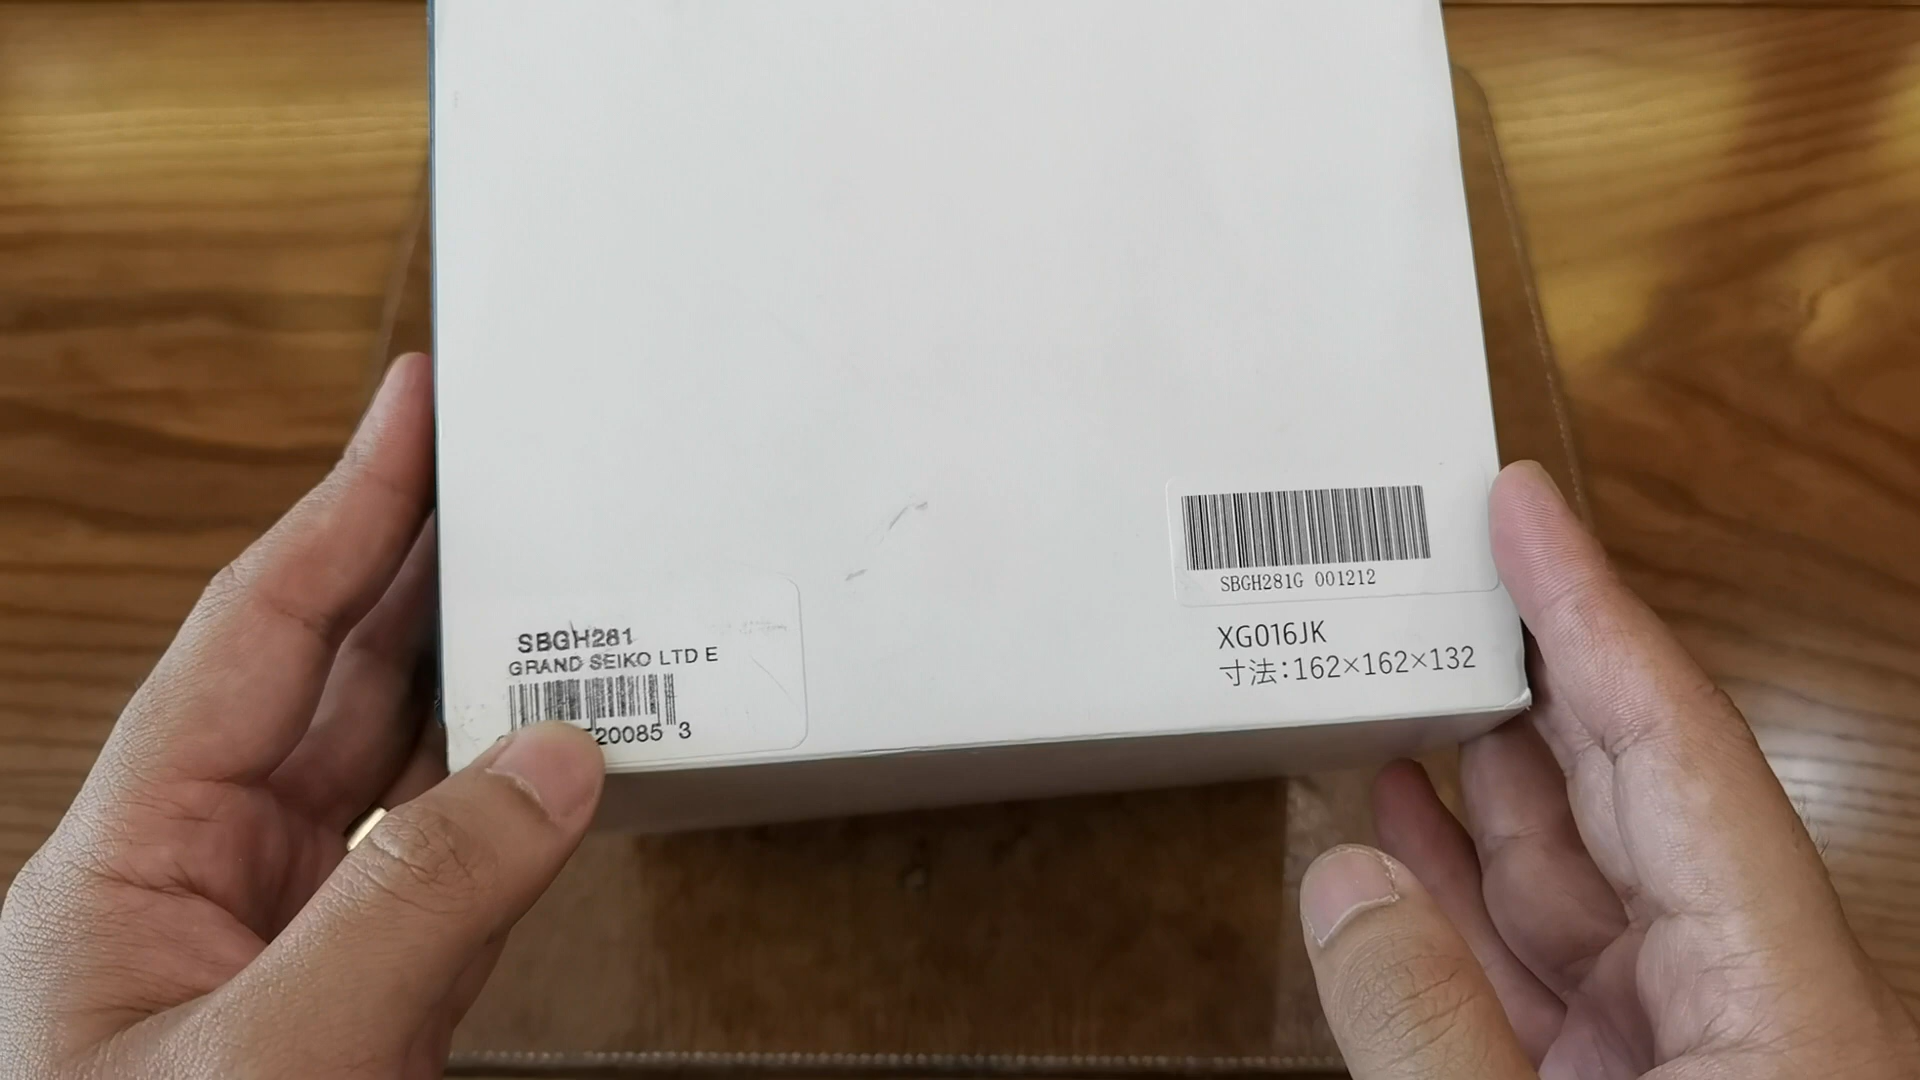 SBGH281
GRAND SEIKO LTD E
20085 3
SBGH281G 001212
XG016JK
寸法:162×162×132